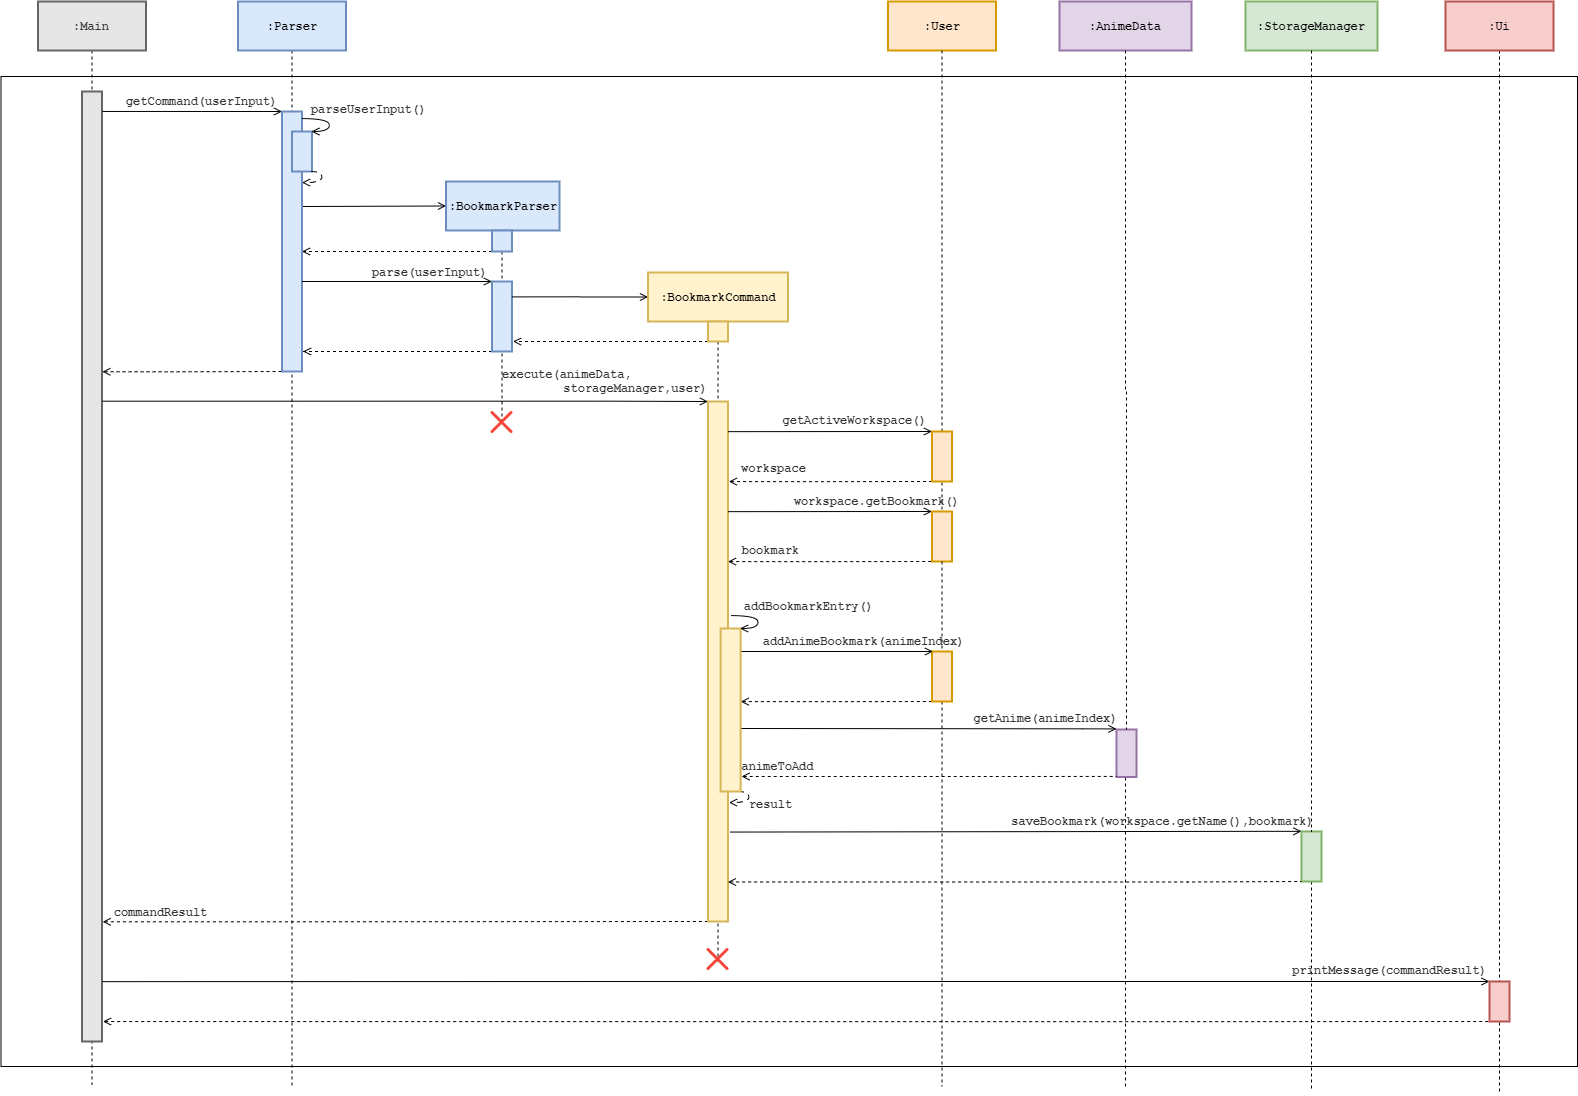 :Main
:Parser
:User
:AnimeData
:StorageManager
:Ui
getCommand(userInput)
parseUserInput()
:BookmarkParser
parse(userInput)
:BookmarkCommand
execute(animeData,
storageManager,user)
getActiveWorkspace()
workspace
workspace.getBookmark()
bookmark
addBookmarkEntry()
addAnimeBookmark(animeIndex)
getAnime(animeIndex)
animeToAdd
result
saveBookmark(workspace.getName(),bookmark)
commandResult
printMessage(commandResult)